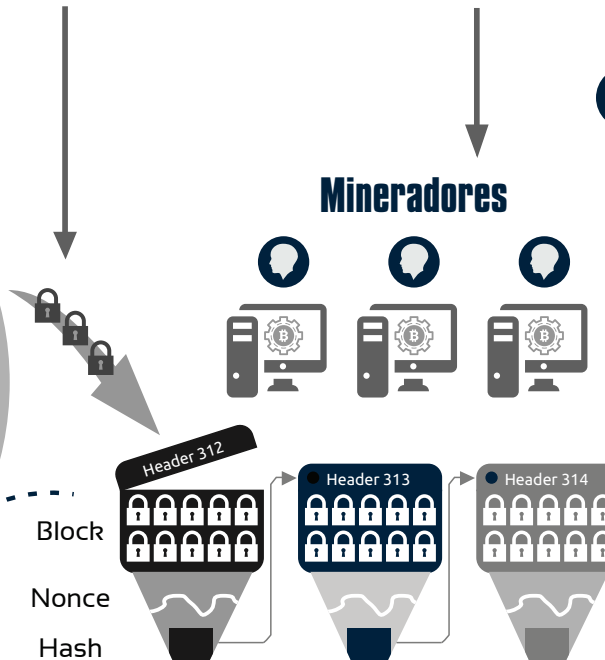 Mineradores
Header 312
Header 313
Header 314
Block
Nonce
Hash